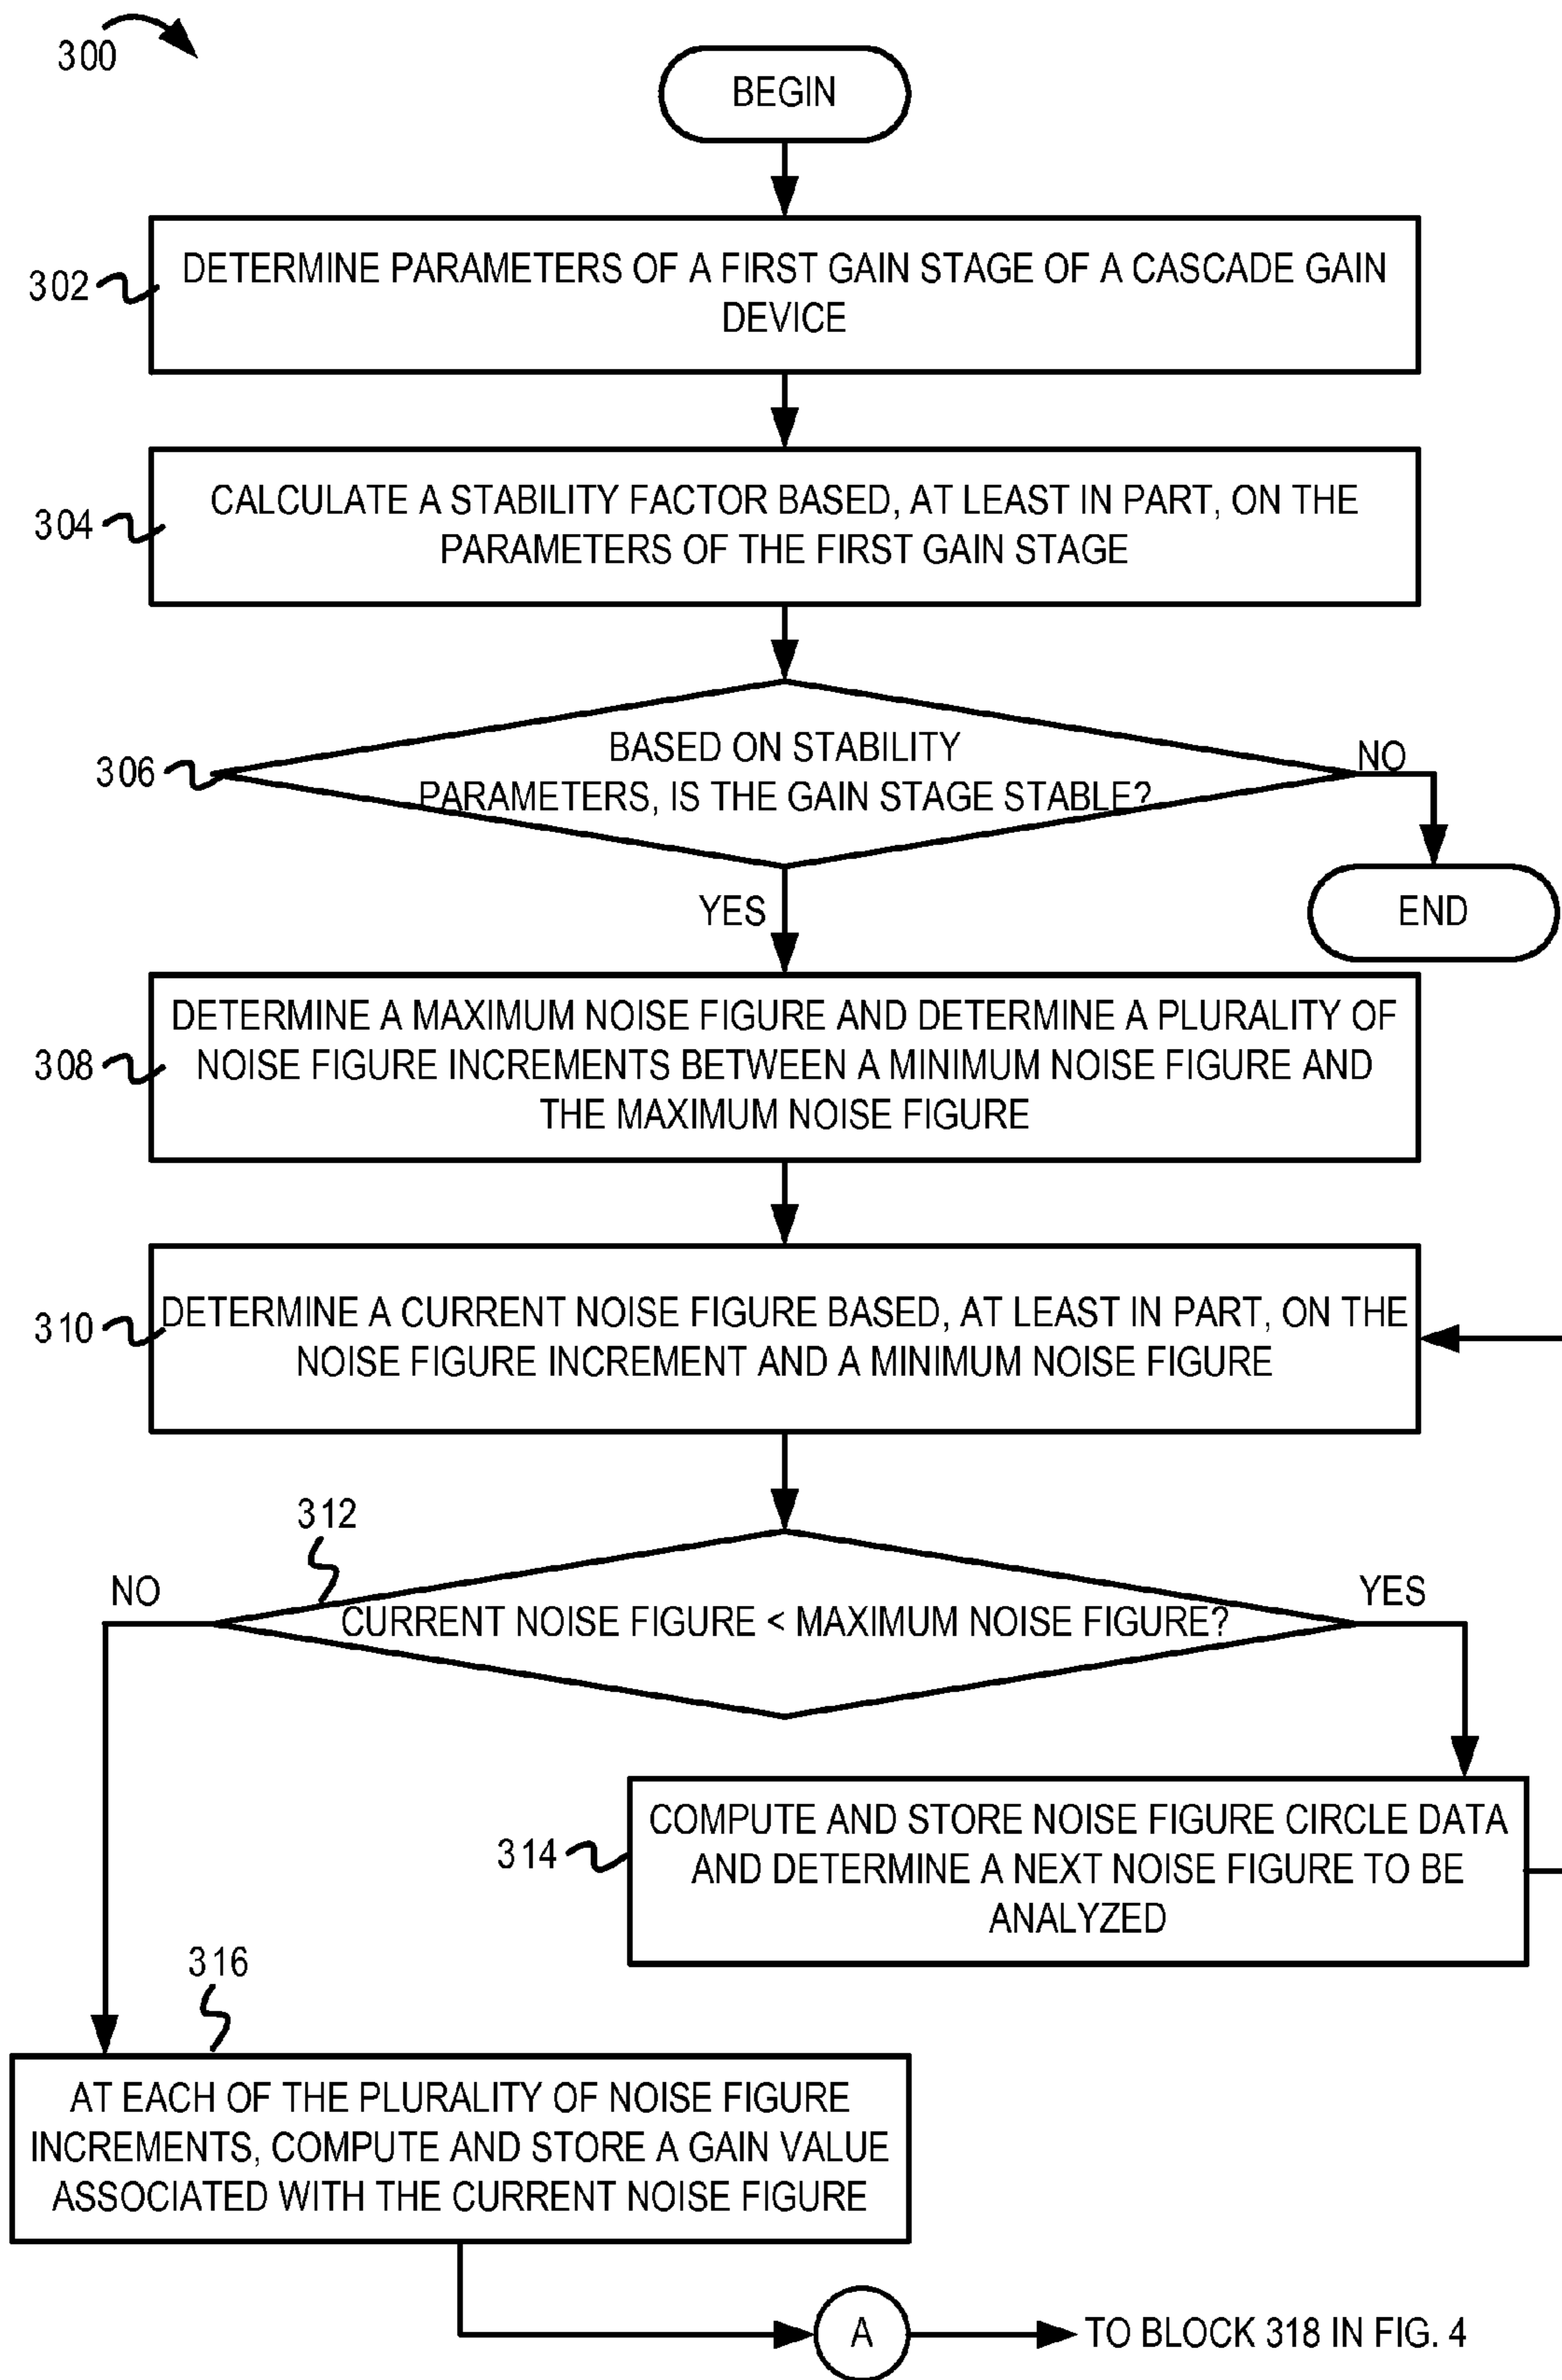 300
BEGIN
302
DETERMINE PARAMETERS OF A FIRST GAIN STAGE OF A CASCADE GAIN
DEVICE
304
CALCULATE A STABILITY FACTOR BASED, AT LEAST IN PART, ON THE
PARAMETERS OF THE FIRST GAIN STAGE
306
BASED ON STABILITY
PARAMETERS, IS THE GAIN STAGE STABLE?
NO
END
YES
308
DETERMINE A MAXIMUM NOISE FIGURE AND DETERMINE A PLURALITY OF
NOISE FIGURE INCREMENTS BETWEEN A MINIMUM NOISE FIGURE AND
THE MAXIMUM NOISE FIGURE
310
DETERMINE A CURRENT NOISE FIGURE BASED, AT LEAST IN PART, ON THE
NOISE FIGURE INCREMENT AND A MINIMUM NOISE FIGURE
312
NO
CURRENT NOISE FIGURE < MAXIMUM NOISE FIGURE?
YES
314
COMPUTE AND STORE NOISE FIGURE CIRCLE DATA
AND DETERMINE A NEXT NOISE FIGURE TO BE
ANALYZED
316
AT EACH OF THE PLURALITY OF NOISE FIGURE
INCREMENTS, COMPUTE AND STORE A GAIN VALUE
ASSOCIATED WITH THE CURRENT NOISE FIGURE
A
TO BLOCK 318 IN FIG. 4